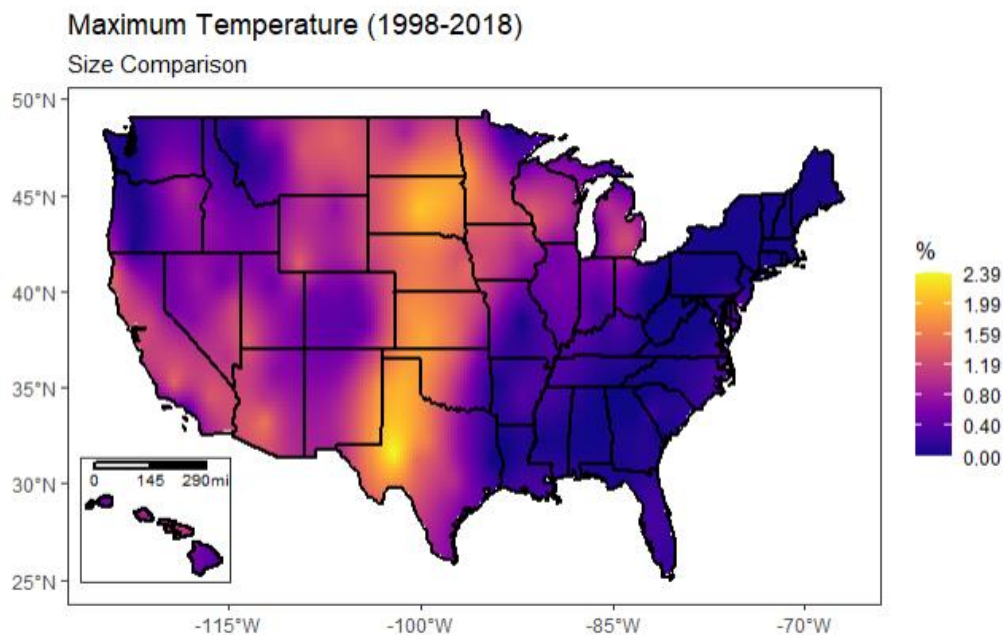 Maximum Temperature (1998-2018)
Size Comparison
50°N
45°N
40°N
35°N
30°N
25°N
0 145 290mi
-115°W -100°W -85°W -70°W
%
2.39
1.99
1.59
1.19
0.80
0.40
0.00